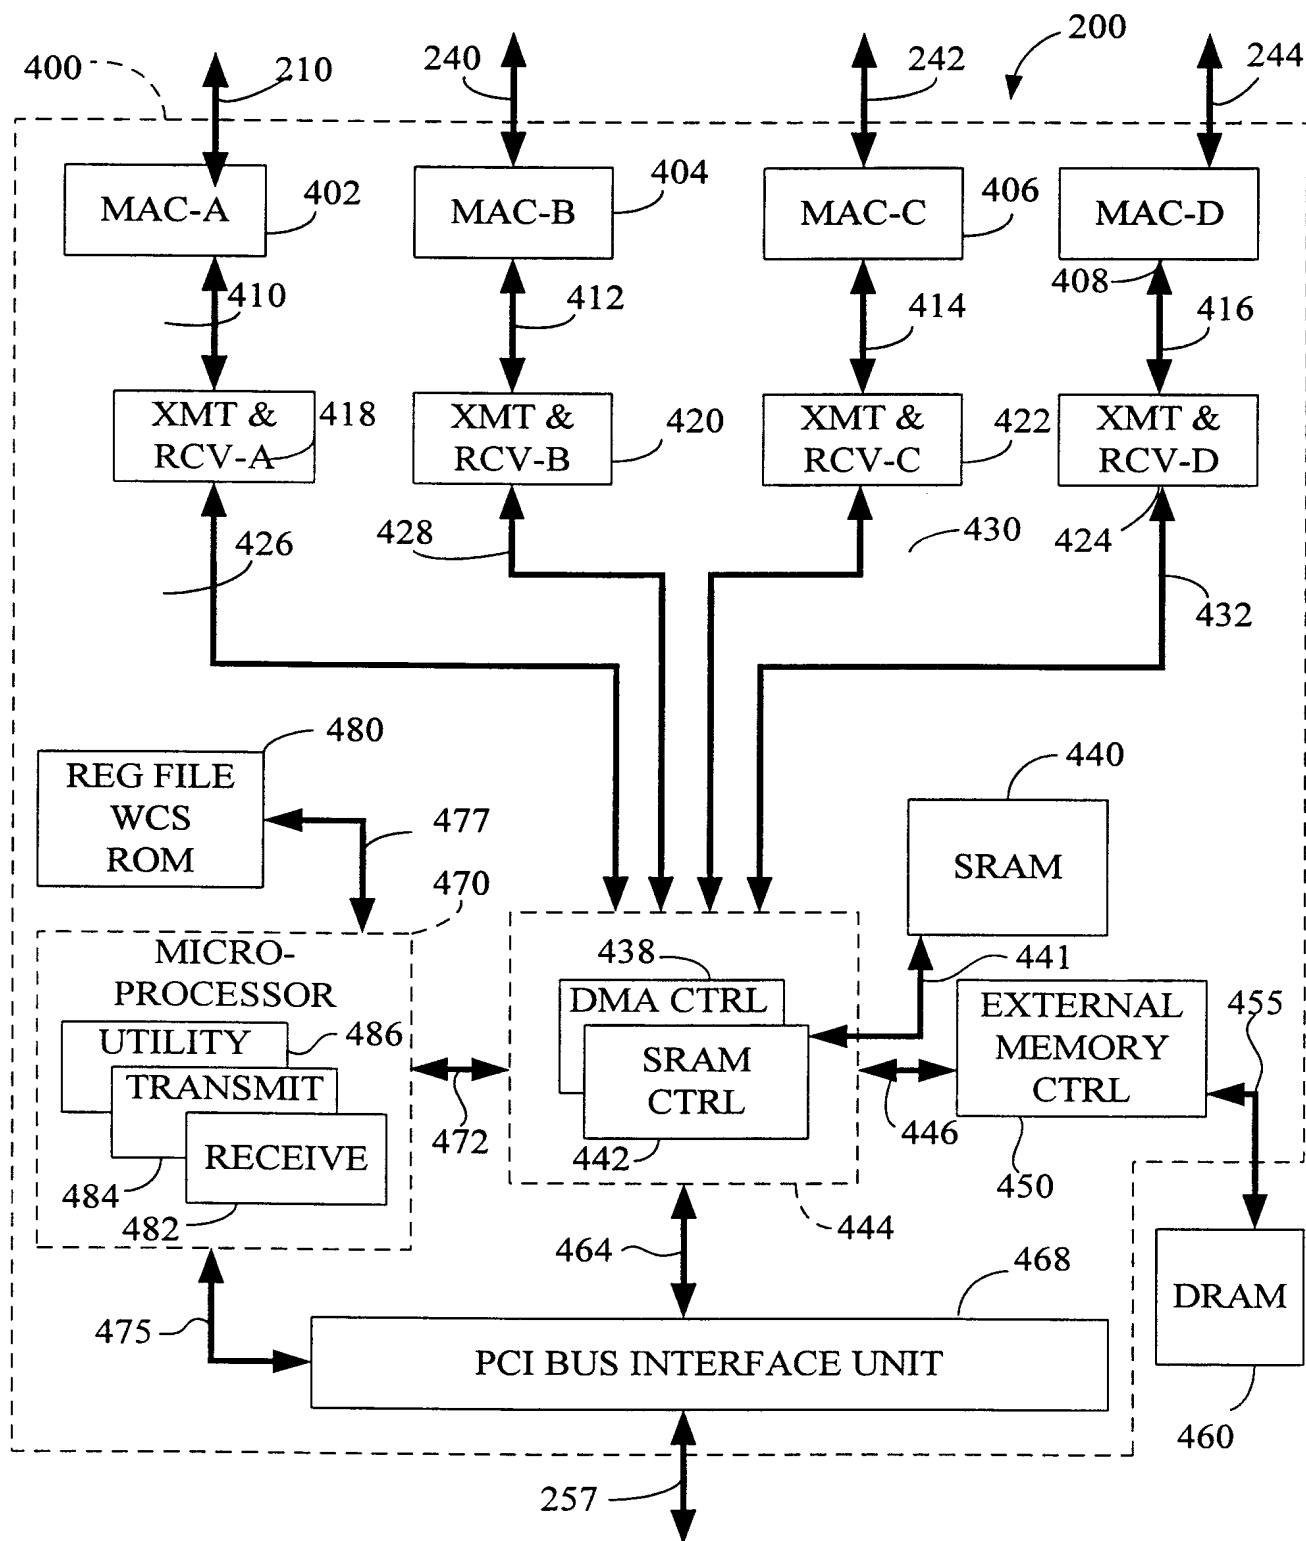 200
400
210
240
242
244
MAC-A
402
MAC-B
404
MAC-C
406
MAC-D
408
410
412
414
416
XMT &
RCV-A
418
XMT &
RCV-B
420
XMT &
RCV-C
422
XMT &
RCV-D
424
426
428
430
432
480
REG FILE
WCS
ROM
477
470
440
SRAM
441
MICRO-
PROCESSOR
UTILITY
486
TRANSMIT
RECEIVE
484
482
472
438
DMA CTRL
SRAM
CTRL
442
444
446
EXTERNAL
MEMORY
CTRL
450
455
464
468
475
PCI BUS INTERFACE UNIT
DRAM
460
257